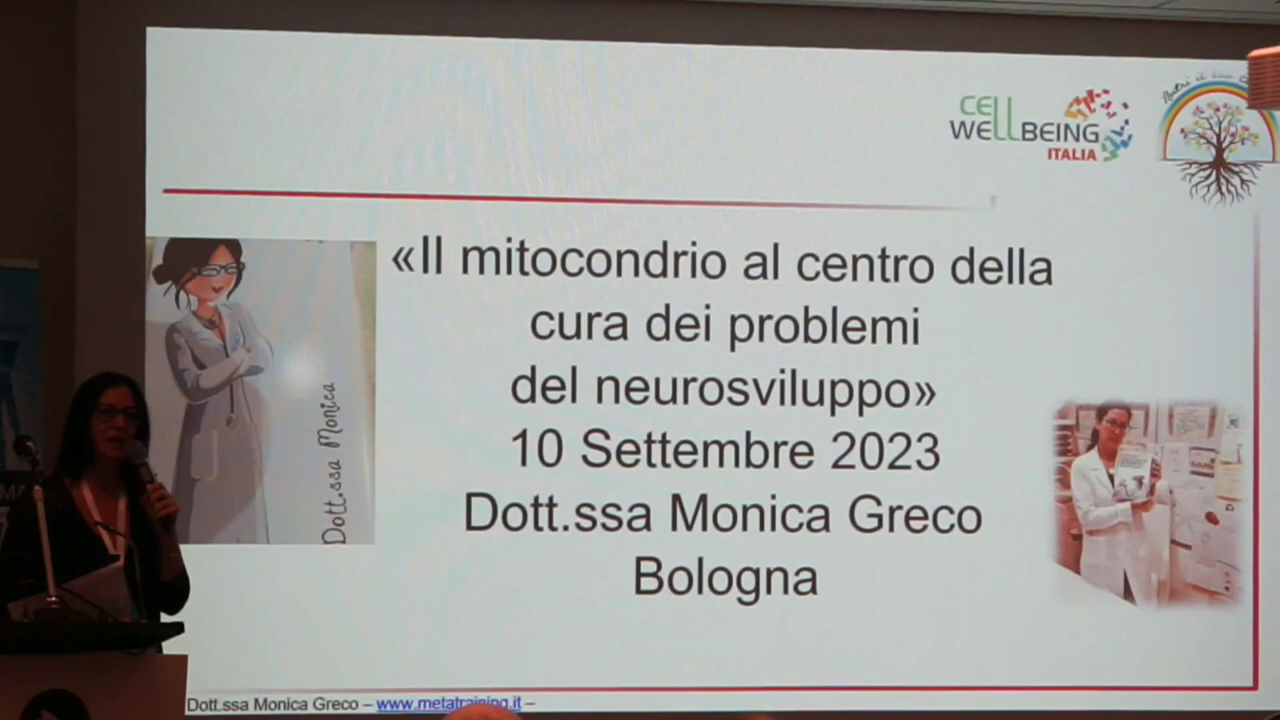 CELL
WELLBEING
ITALIA
«Il mitocondrio al centro della
cura dei problemi
del neurosviluppo»
10 Settembre 2023
Dott.ssa Monica Greco
Bologna
Dott.ssa Monica
Dott.ssa Monica Greco – www.metatraining.it –